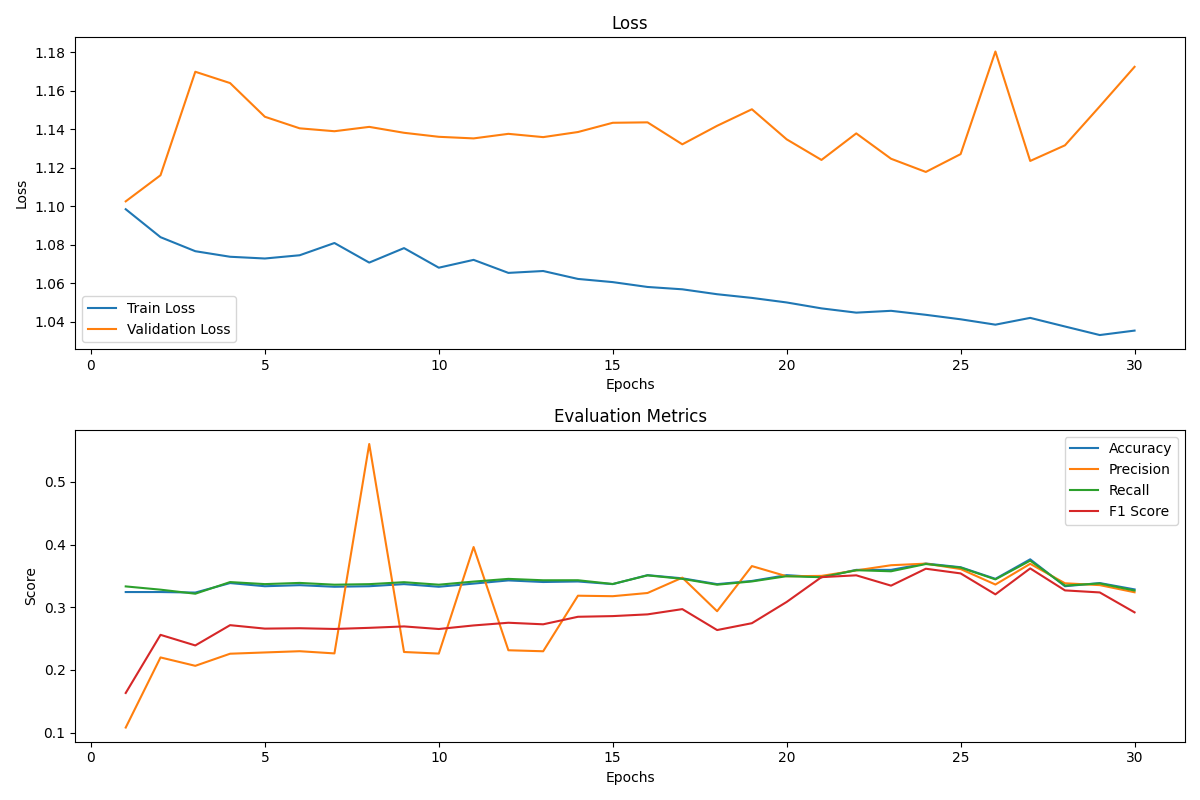 Loss
1.18
1.16
1.14
1.12
1.10
1.08
1.06
1.04
Loss
Train Loss
Validation Loss
0 5 10 15 20 25 30
Epochs
Evaluation Metrics
0.5
0.4
0.3
0.2
0.1
Score
Accuracy
Precision
Recall
F1 Score
0 5 10 15 20 25 30
Epochs